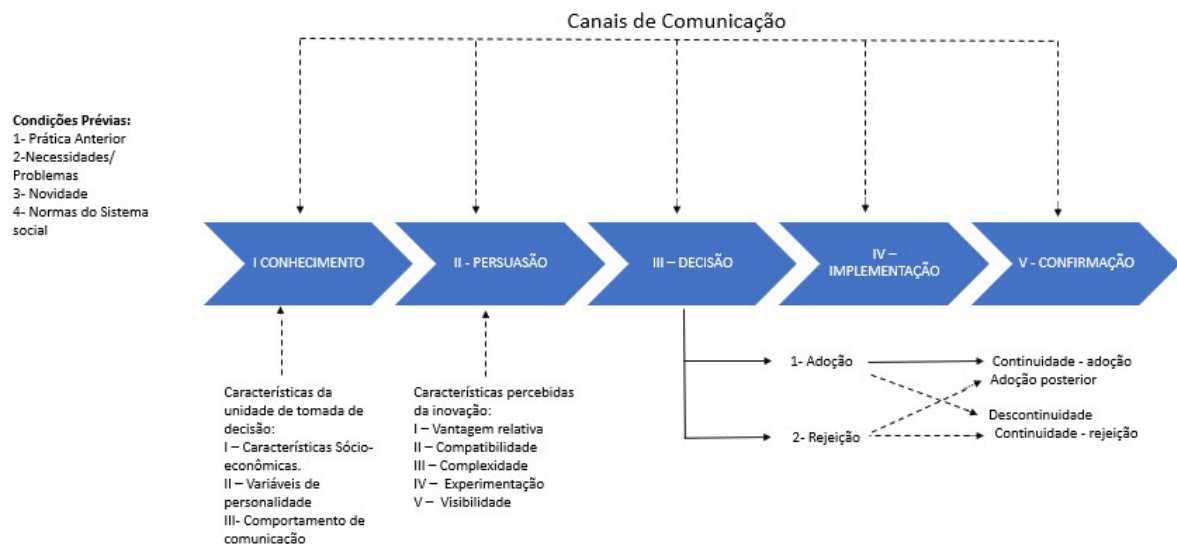 Canais de Comunicação
Condições Prévias:
1- Prática Anterior
2-Necessidades/
Problemas
3- Novidade
4- Normas do Sistema
social
I CONHECIMENTO
II - PERSUASÃO
III – DECISÃO
IV –
IMPLEMENTAÇÃO
V - CONFIRMAÇÃO
Características da
unidade de tomada de
decisão:
I – Características Sócio-
econômicas.
II – Variáveis de
personalidade
III- Comportamento de
comunicação
Características percebidas
da inovação:
I – Vantagem relativa
II – Compatibilidade
III – Complexidade
IV – Experimentação
V – Visibilidade
1- Adoção
2- Rejeição
Continuidade - adoção
Adoção posterior
Descontinuidade
Continuidade - rejeição